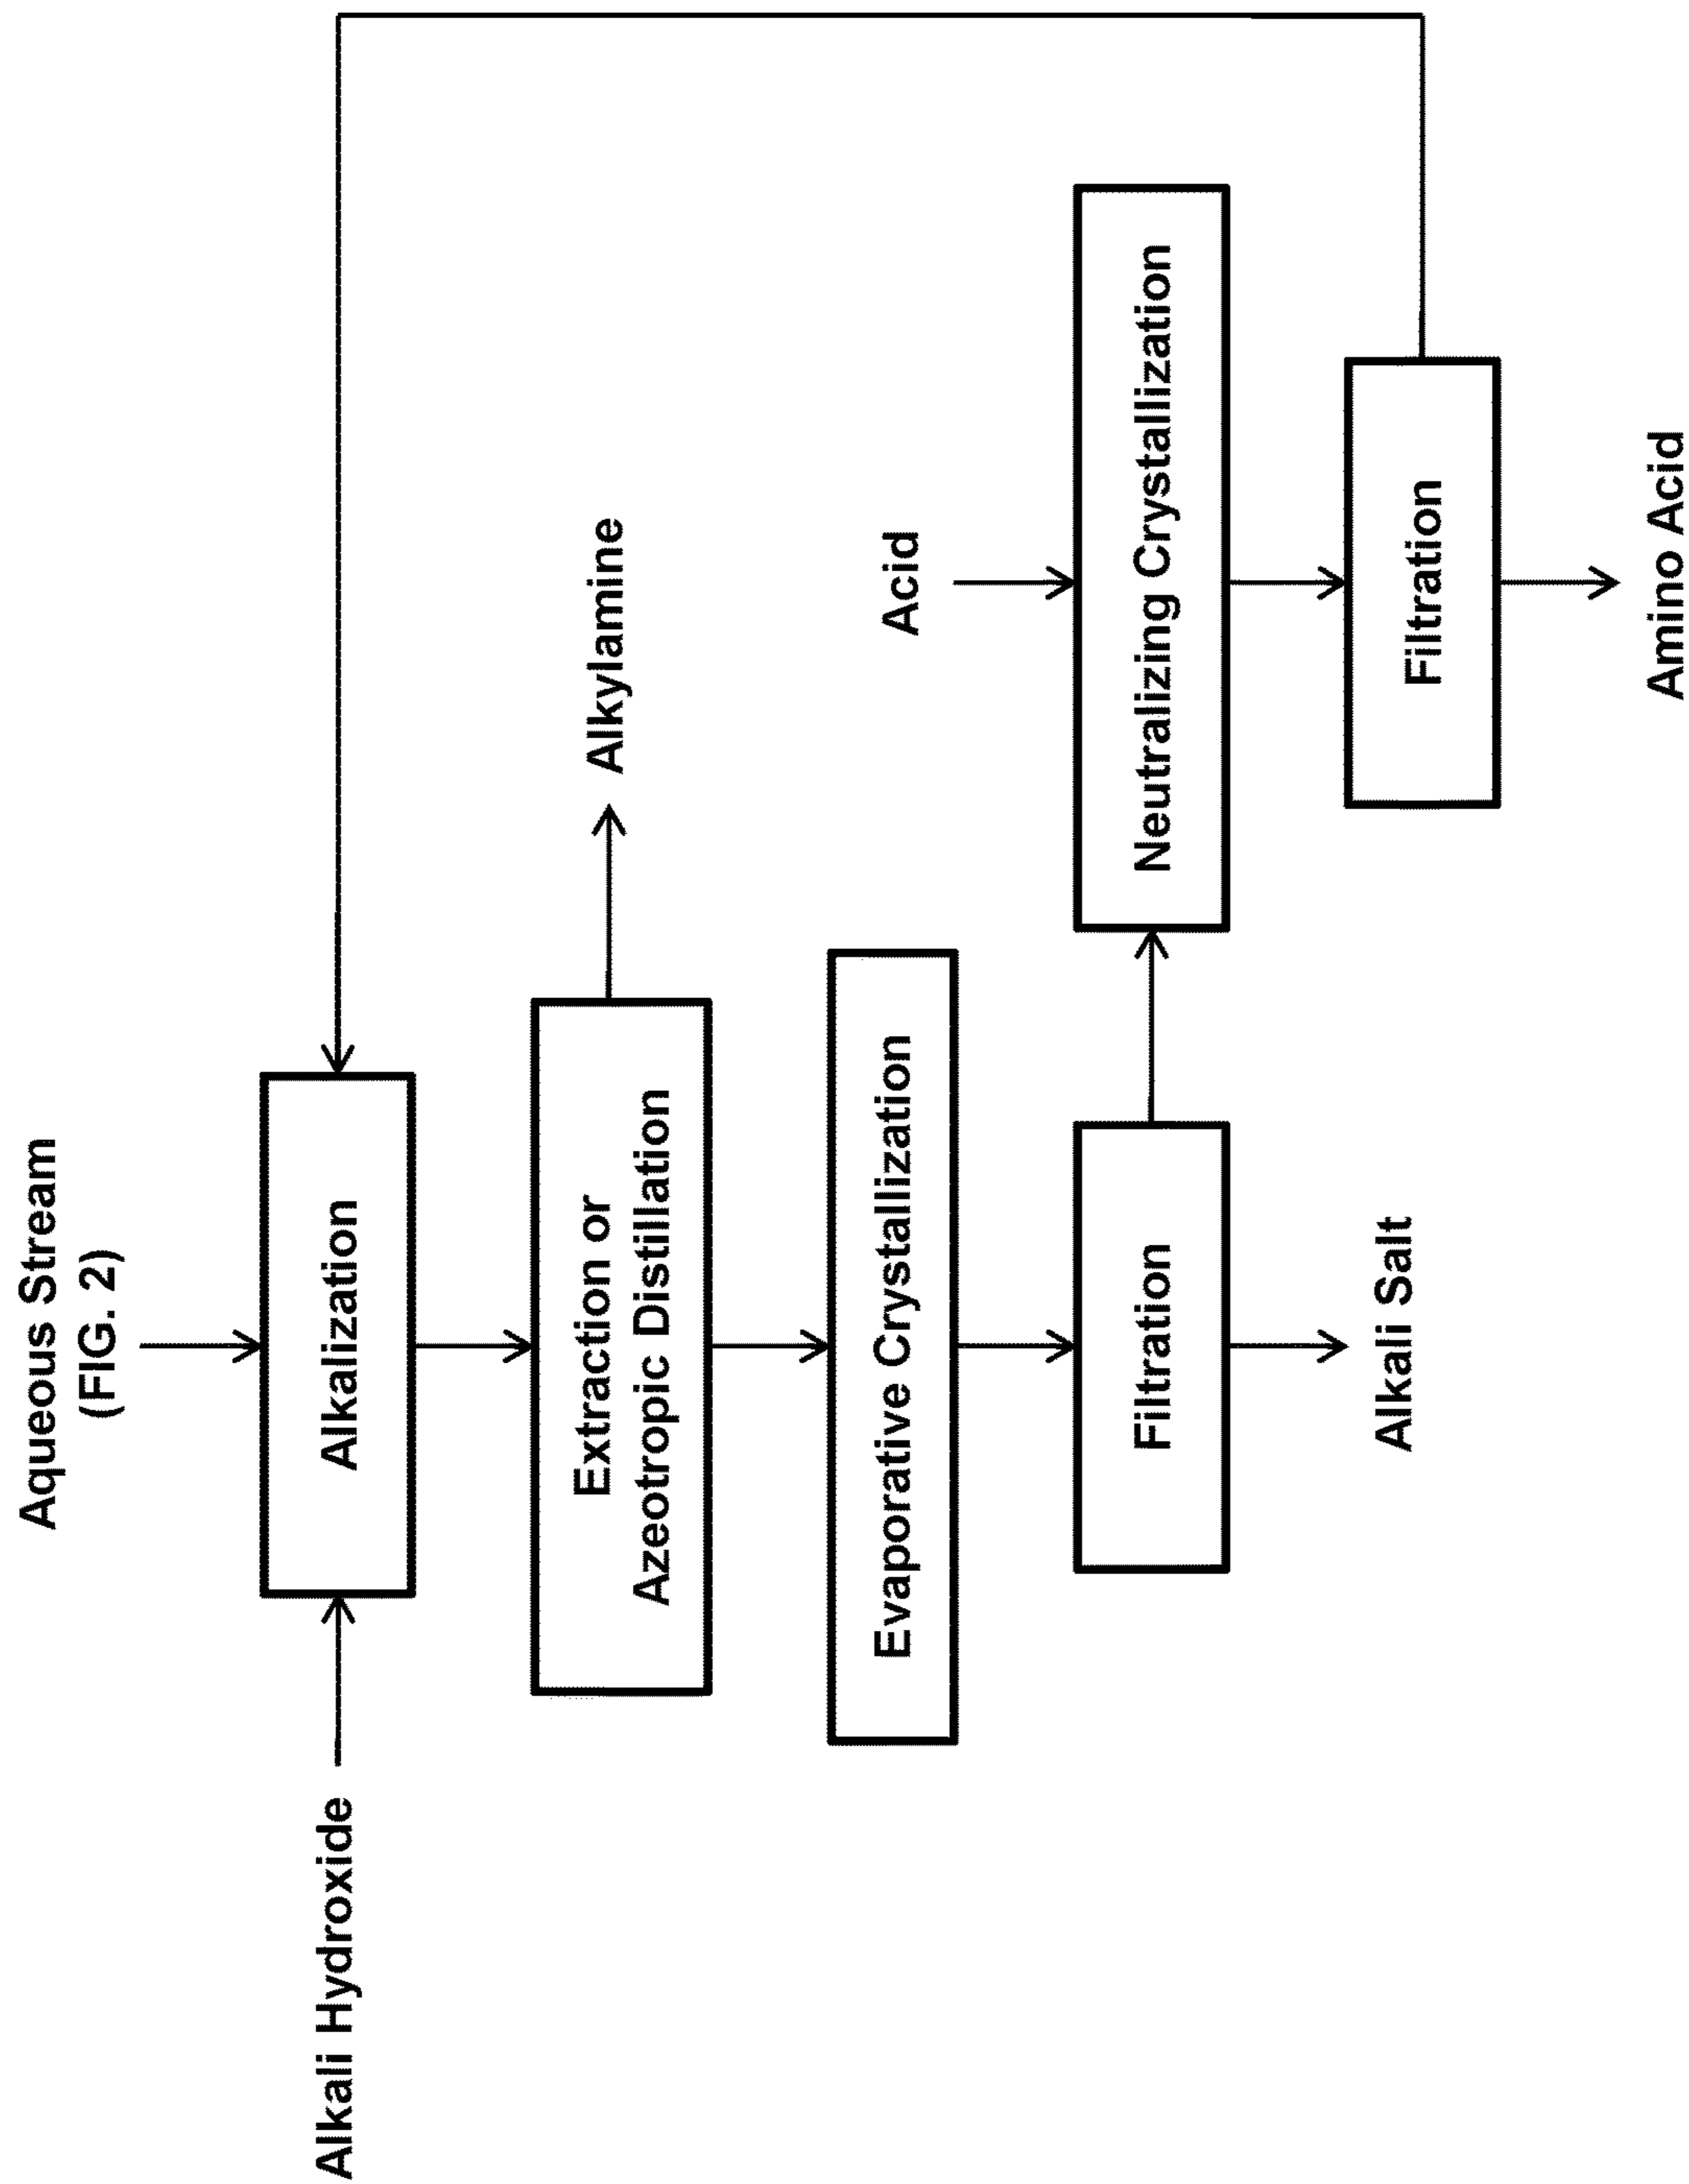 Aqueous Stream
(FIG. 2)
Alkali Hydroxide
Alkalization
Extraction or
Azeotropic Distillation
Alkylamine
Evaporative Crystallization
Filtration
Alkali Salt
Acid
Neutralizing Crystallization
Filtration
Amino Acid